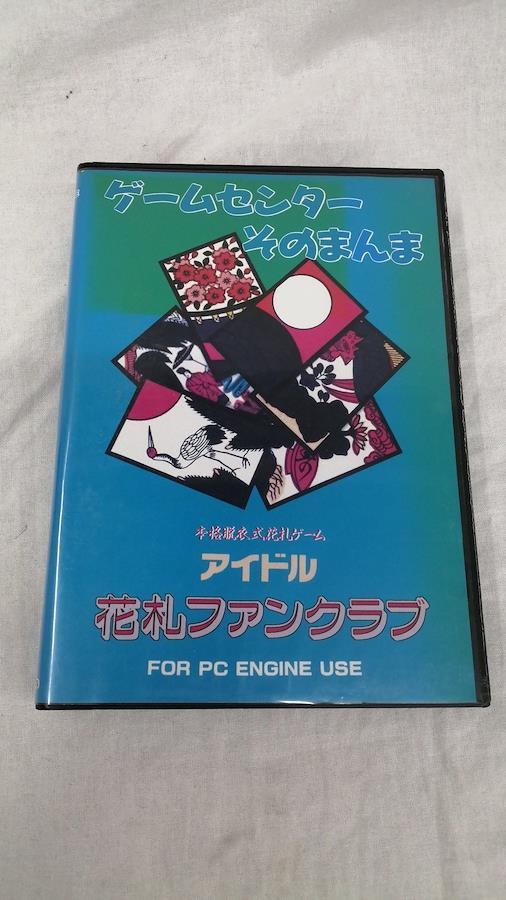 ゲームセンター
そのまんま
本格脱衣式花札ゲーム
アイドル
花札ファンクラブ
FOR PC ENGINE USE